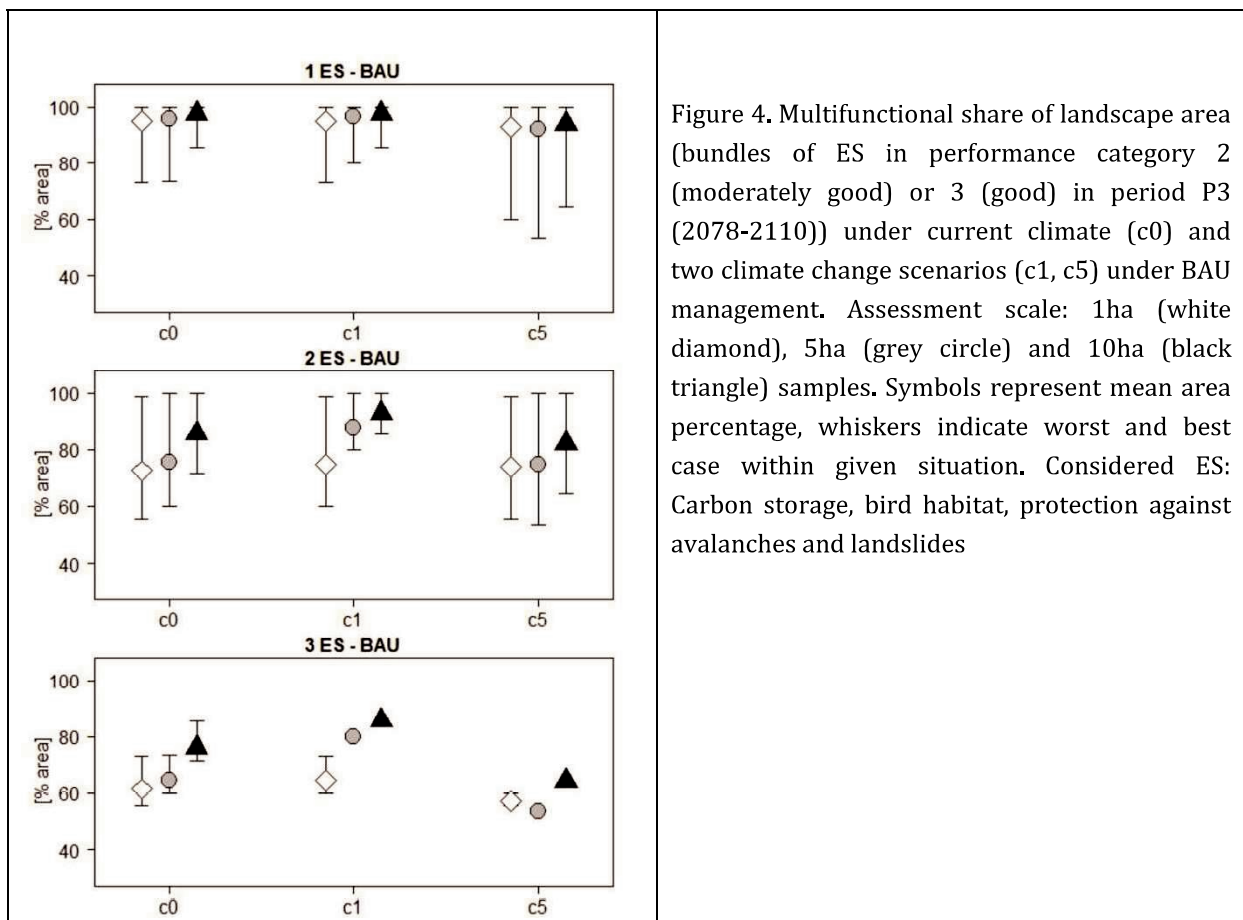 1 ES - BAU
100
80
60
40
[% area]
c0
c1
c5
2 ES - BAU
100
80
60
40
[% area]
c0
c1
c5
3 ES - BAU
100
80
60
40
[% area]
c0
c1
c5
Figure 4. Multifunctional share of landscape area
(bundles of ES in performance category 2
(moderately good) or 3 (good) in period P3
(2078-2110)) under current climate (c0) and
two climate change scenarios (c1, c5) under BAU
management. Assessment scale: 1ha (white
diamond), 5ha (grey circle) and 10ha (black
triangle) samples. Symbols represent mean area
percentage, whiskers indicate worst and best
case within given situation. Considered ES:
Carbon storage, bird habitat, protection against
avalanches and landslides